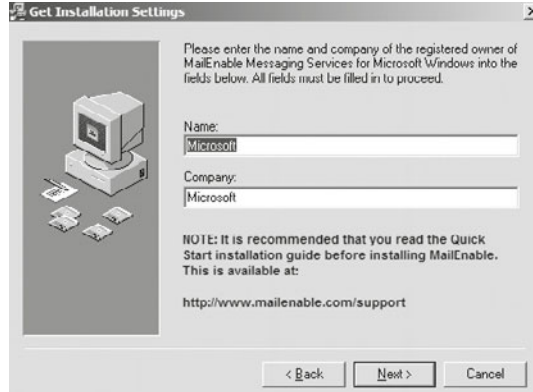 Get Installation Settings
Please enter the name and company of the registered owner of
MailEnable Messaging Services for Microsoft Windows into the
fields below. All fields must be filled in to proceed.
Name:
Microsoft
Company:
Microsoft
NOTE: It is recommended that you read the Quick
Start installation guide before installing MailEnable.
This is available at:
http://www.mailenable.com/support
< Back
Next >
Cancel